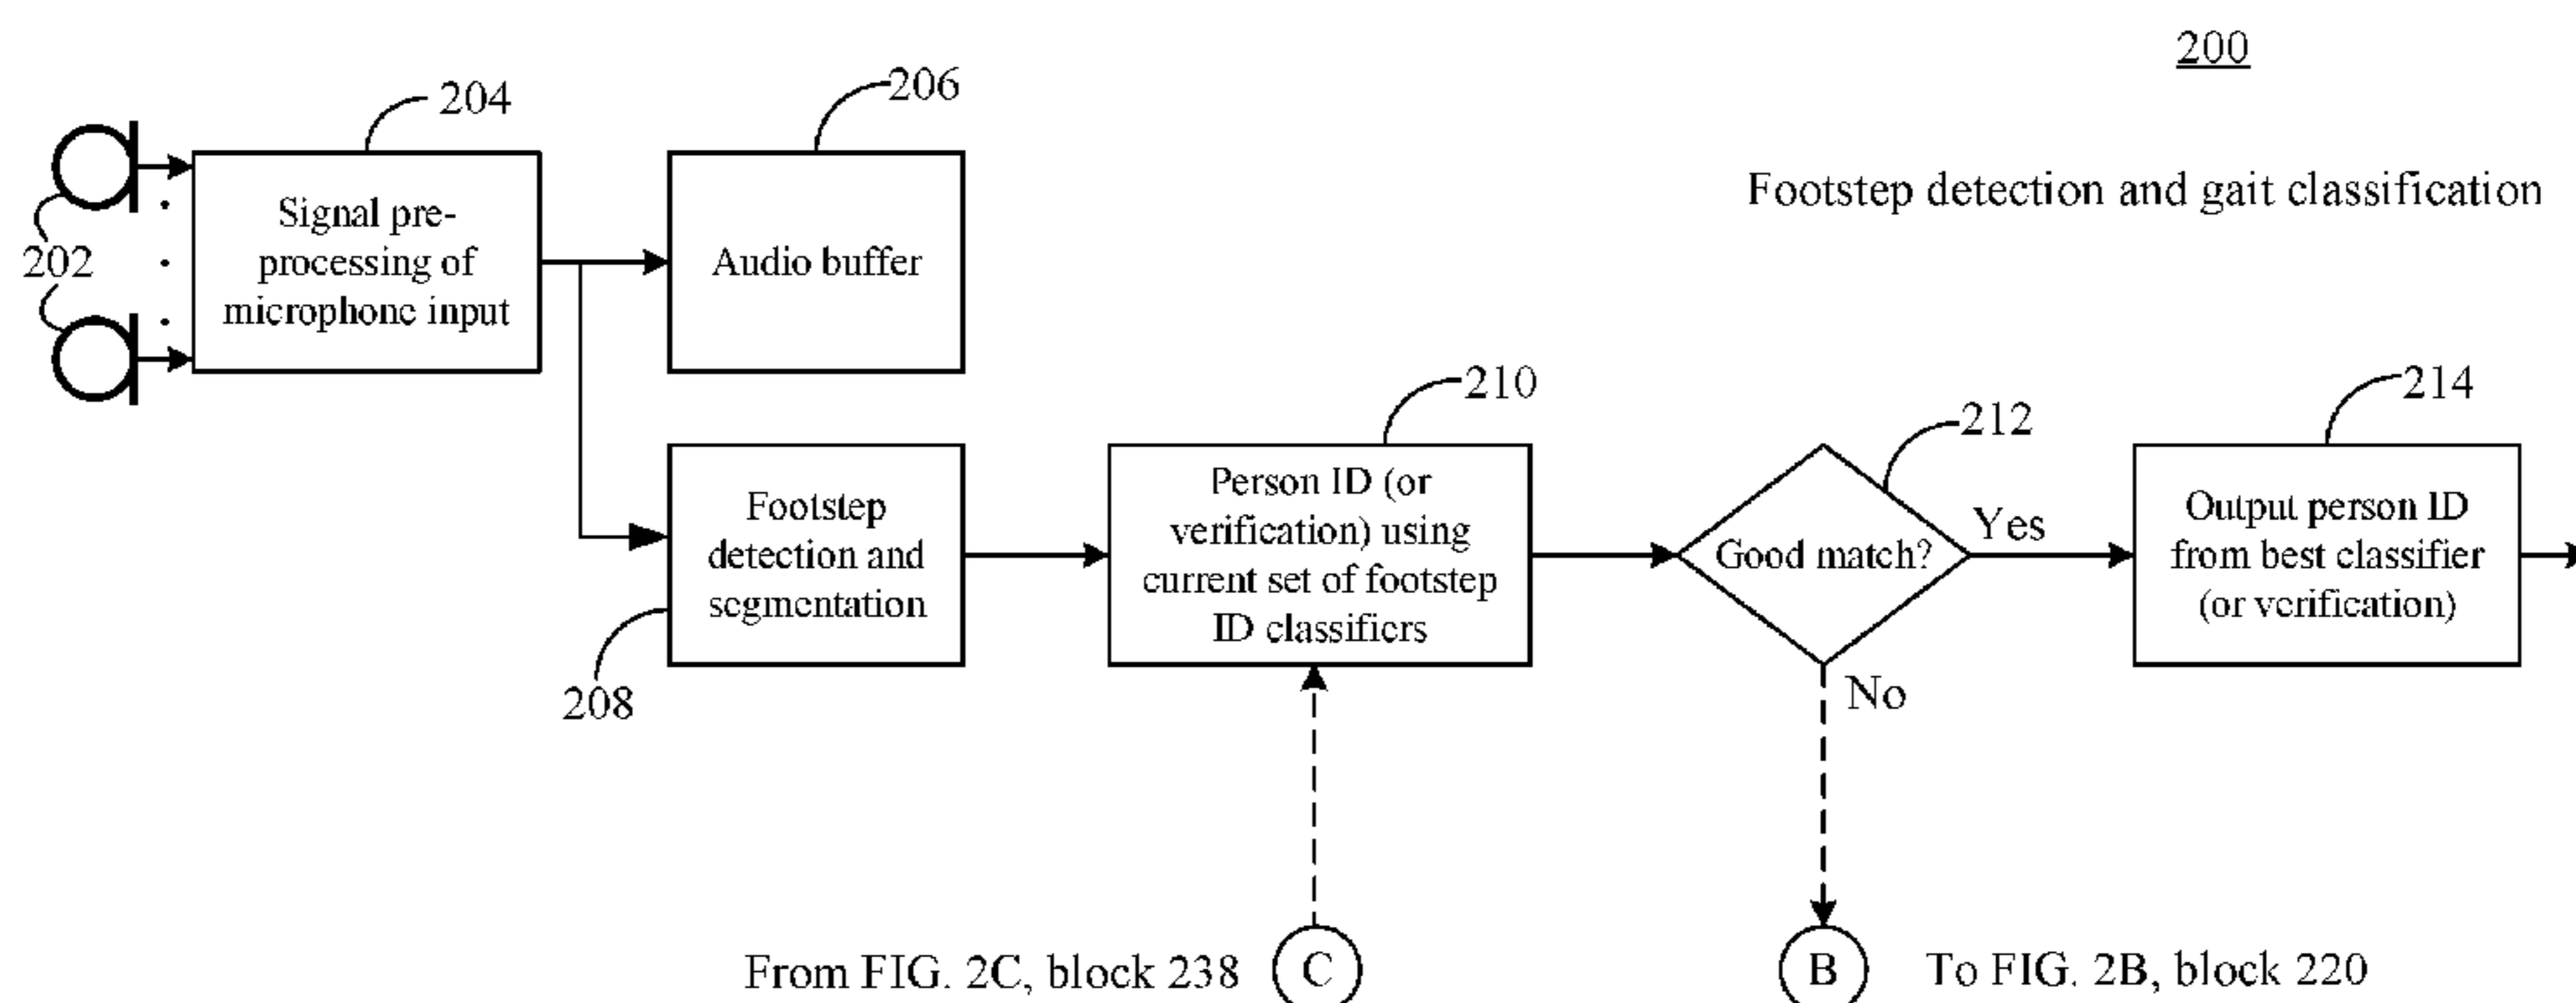 200
204
206
Footstep detection and gait classification
Signal pre-
processing of
microphone input
Audio buffer
202
210
212
214
Footstep
detection and
segmentation
Person ID (or
verification) using
current set of footstep
ID classifiers
Good match?
Yes
Output person ID
from best classifier
(or verification)
208
No
From FIG. 2C, block 238
C
B
To FIG. 2B, block 220